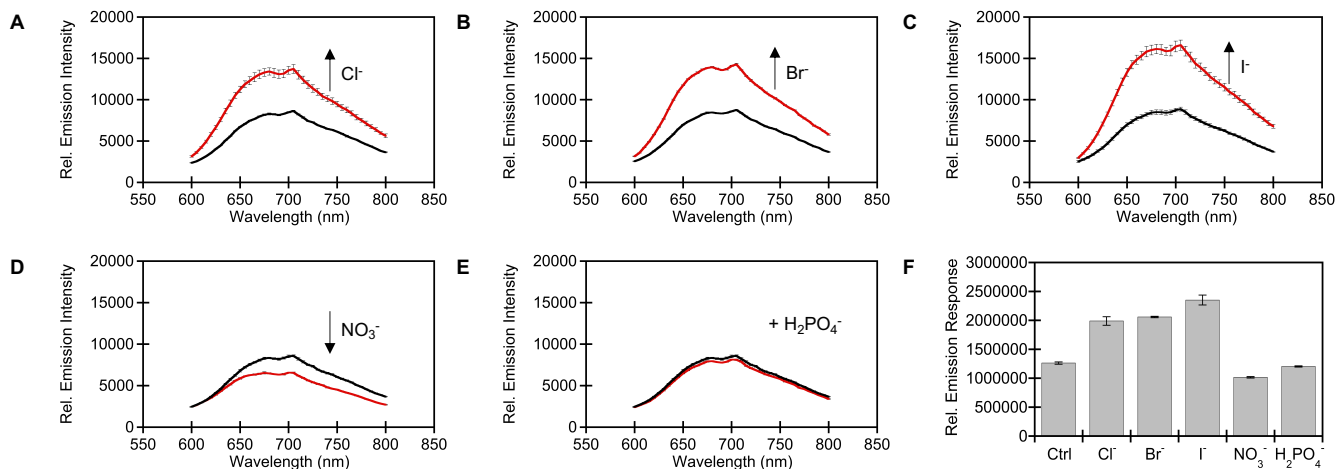 A
Rel. Emission Intensity
20000
15000
10000
5000
0
Cl⁻
550 600 650 700 750 800 850
Wavelength (nm)
B
Rel. Emission Intensity
20000
15000
10000
5000
0
Br⁻
550 600 650 700 750 800 850
Wavelength (nm)
C
Rel. Emission Intensity
20000
15000
10000
5000
0
I⁻
550 600 650 700 750 800 850
Wavelength (nm)
D
Rel. Emission Intensity
20000
15000
10000
5000
0
NO₃⁻
550 600 650 700 750 800 850
Wavelength (nm)
E
Rel. Emission Intensity
20000
15000
10000
5000
0
+ H₂PO₄⁻
550 600 650 700 750 800 850
Wavelength (nm)
F
Rel. Emission Response
3000000
2500000
2000000
1500000
1000000
500000
0
Ctrl Cl⁻ Br⁻ I⁻ NO₃⁻ H₂PO₄⁻